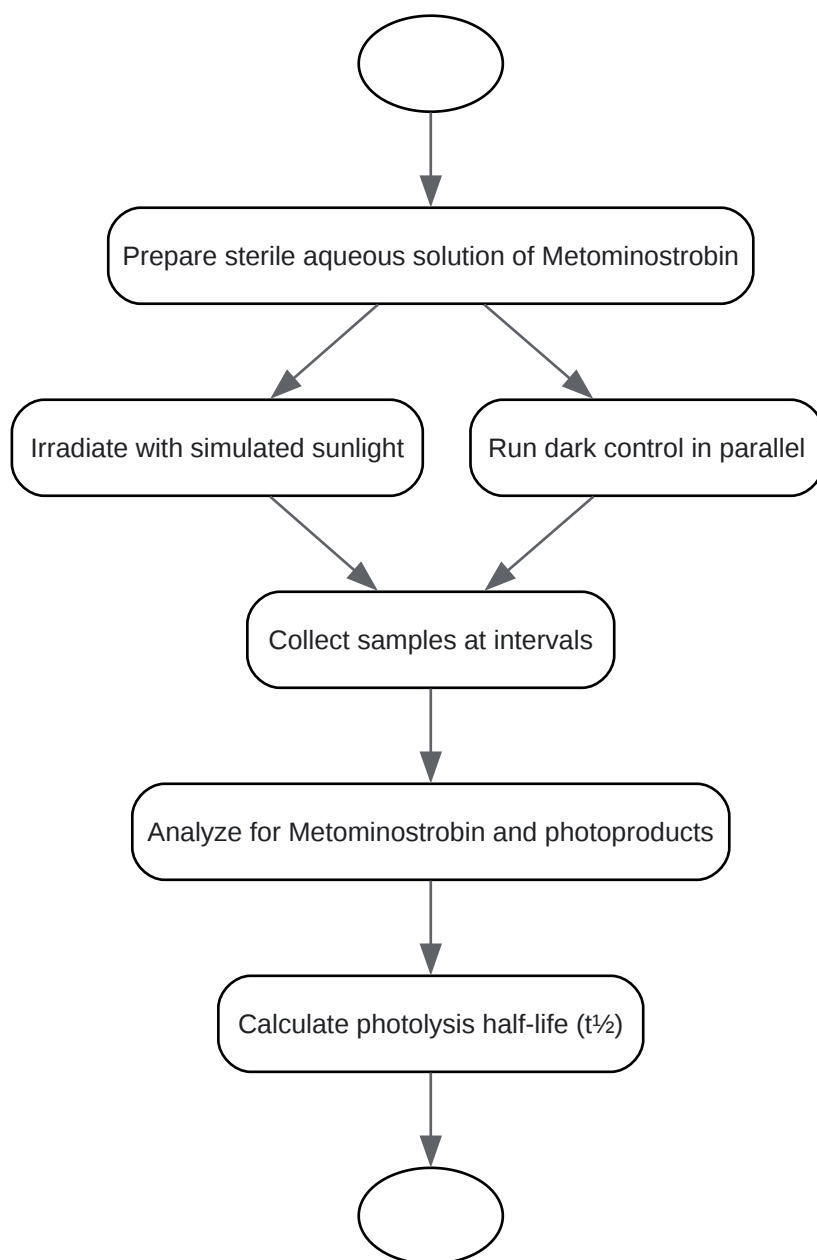 Prepare sterile aqueous solution of Metominostrobin
Irradiate with simulated sunlight
Run dark control in parallel
Collect samples at intervals
Analyze for Metominostrobin and photoproducts
Calculate photolysis half-life (t½)